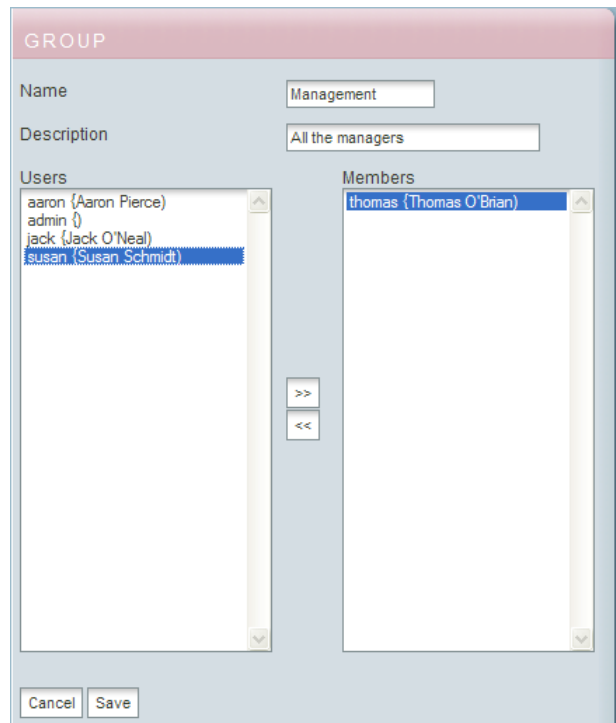 GROUP
Name
Management
Description
All the managers
Users
Members
aaron {Aaron Pierce)
admin {)
jack {Jack O'Neal)
susan {Susan Schmidt)
thomas {Thomas O'Brian)
>>
<<
Cancel
Save